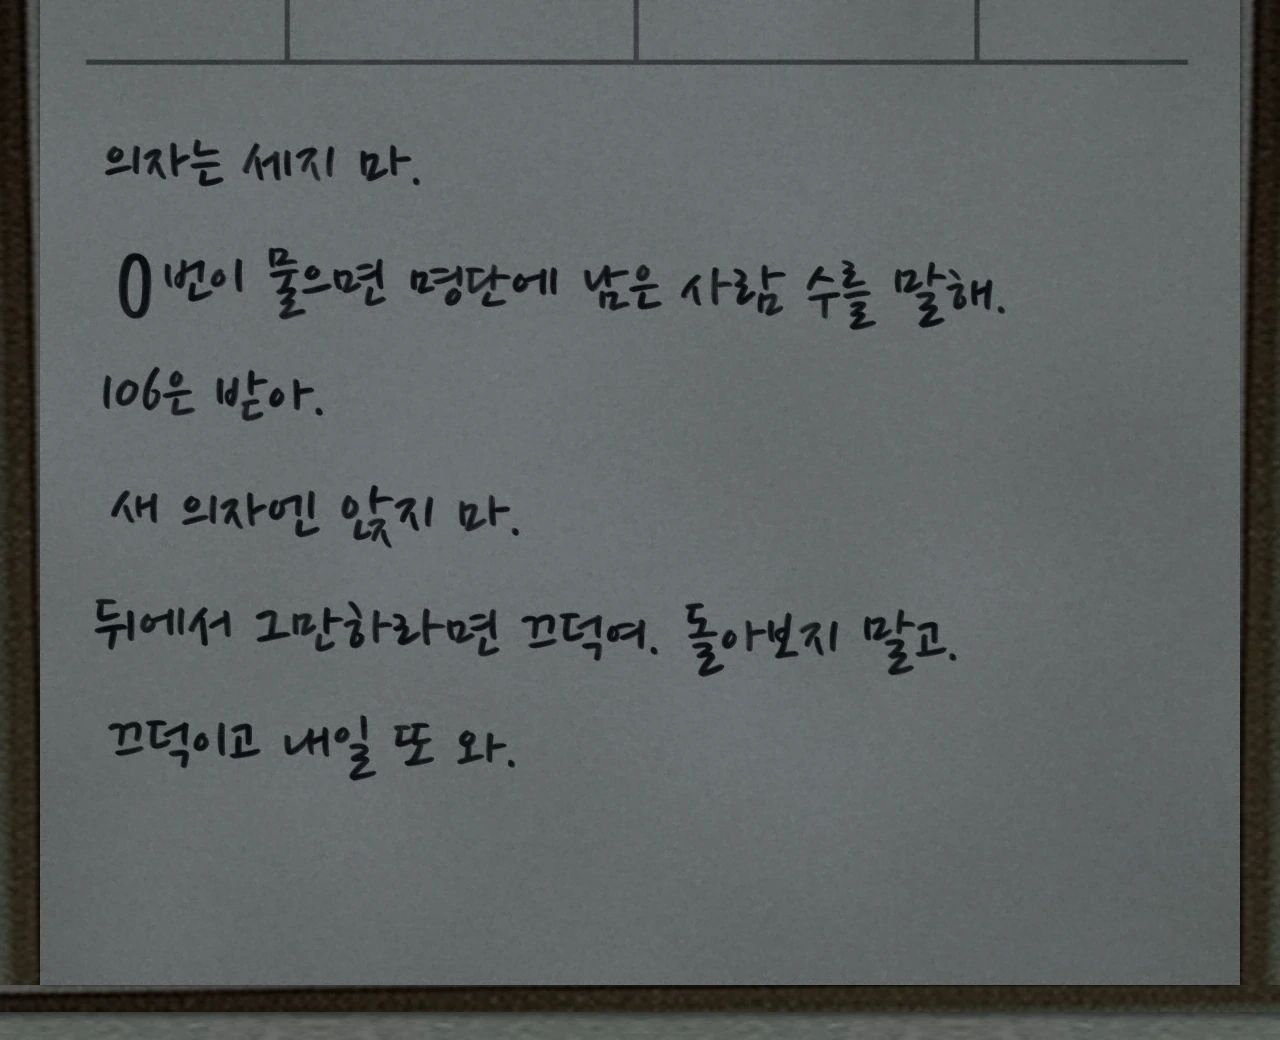 의자는 세지 마.
0번이 물으면 명단에 남은 사람 수를 말해.
106은 받아.
새 의자엔 앉지 마.
뒤에서 그만하라면 끄덕여. 돌아보지 말고.
끄덕이고 내일 또 와.